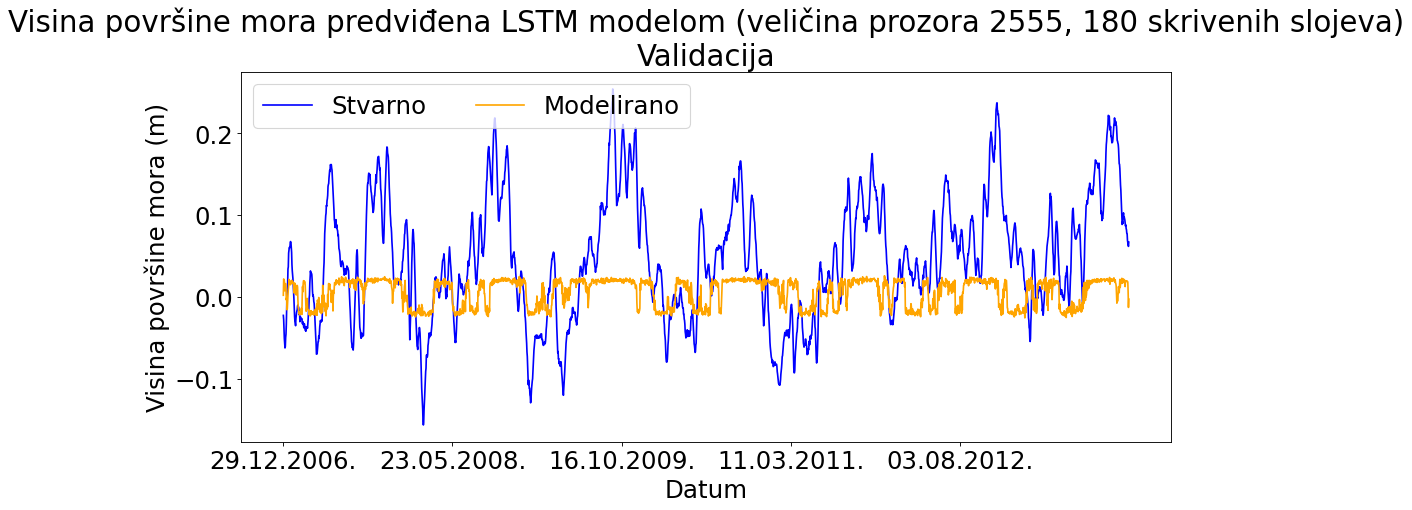 Visina površine mora predviđena LSTM modelom (veličina prozora 2555, 180 skrivenih slojeva)
Validacija
Stvarno
Modelirano
Visina površine mora (m)
0.2
0.1
0.0
−0.1
29.12.2006.
23.05.2008.
16.10.2009.
11.03.2011.
03.08.2012.
Datum